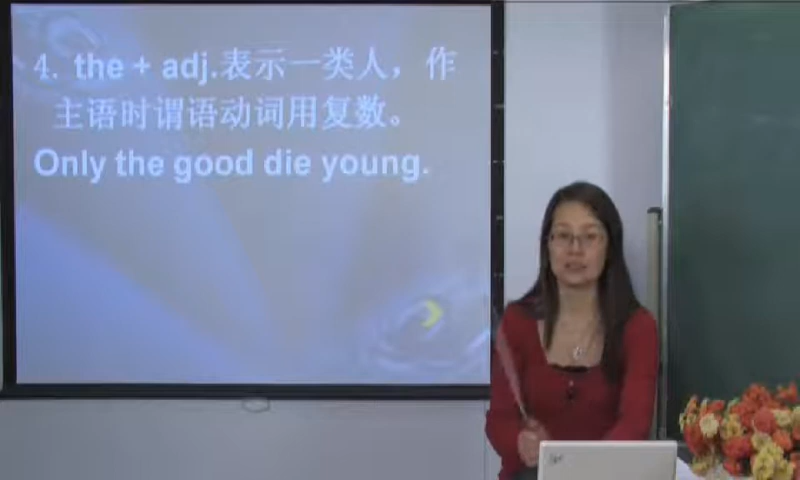 4. the + adj.表示一类人，作
主语时谓语动词用复数。
Only the good die young.